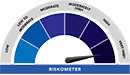 LOW
LOW TO
MODERATE
MODERATE
MODERATELY
HIGH
HIGH
VERY HIGH
RISKOMETER